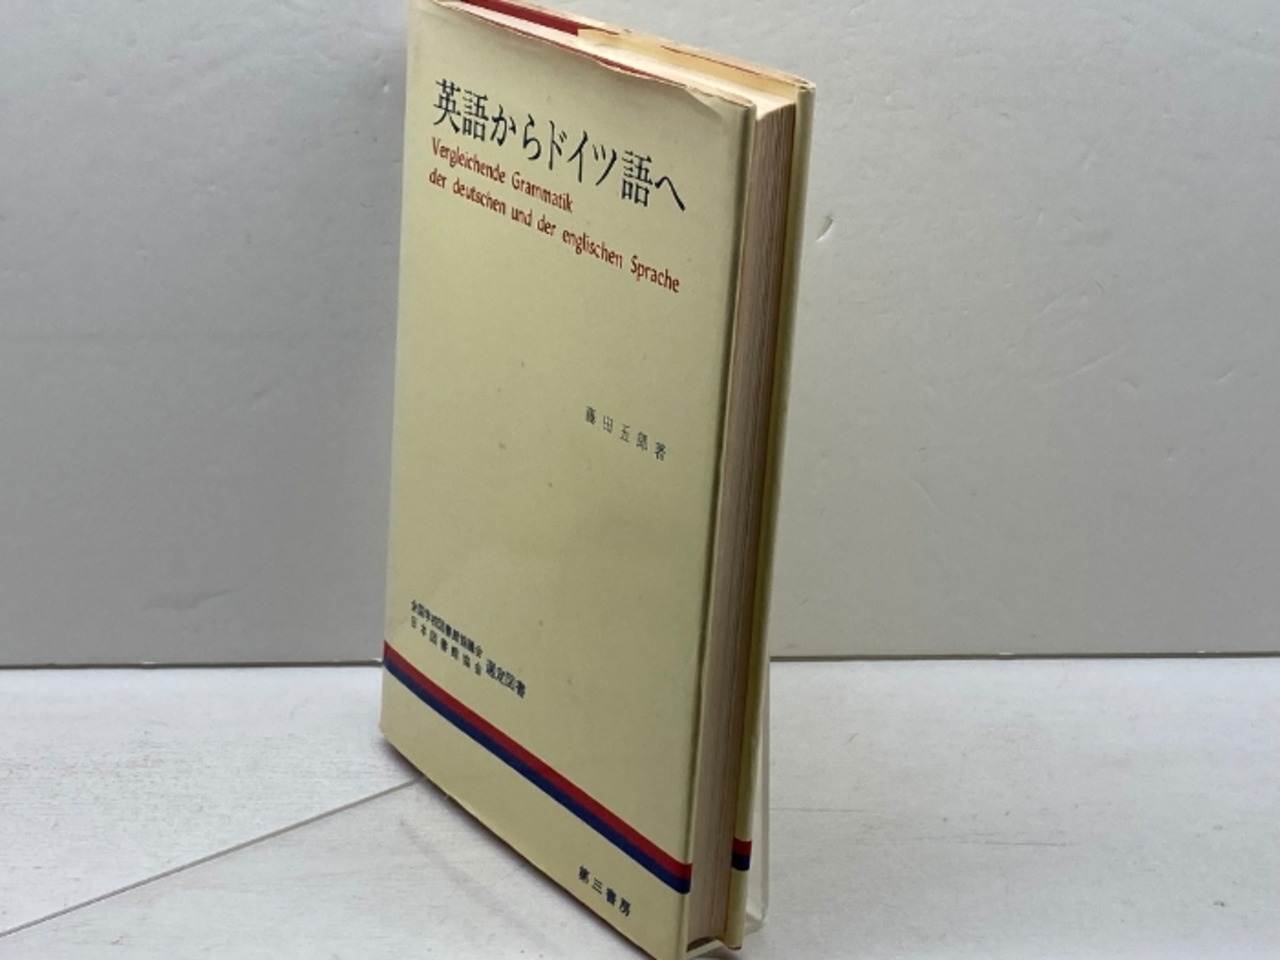 英語からドイツ語へ
Vergleichende Grammatik
der deutschen und der englischen Sprache
藤田五郎著
全国学校図書館協議会
日本図書館協会
選定図書
第三書房